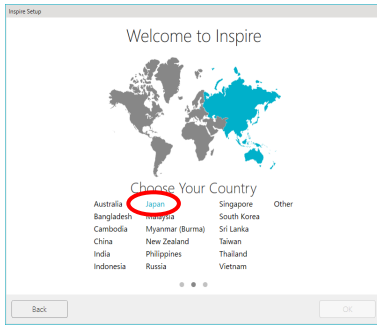 Inspire Setup
Welcome to Inspire
Choose Your Country
Australia Japan Singapore Other
Bangladesh Malaysia South Korea
Cambodia Myanmar (Burma) Sri Lanka
China New Zealand Taiwan
India Philippines Thailand
Indonesia Russia Vietnam
Back OK